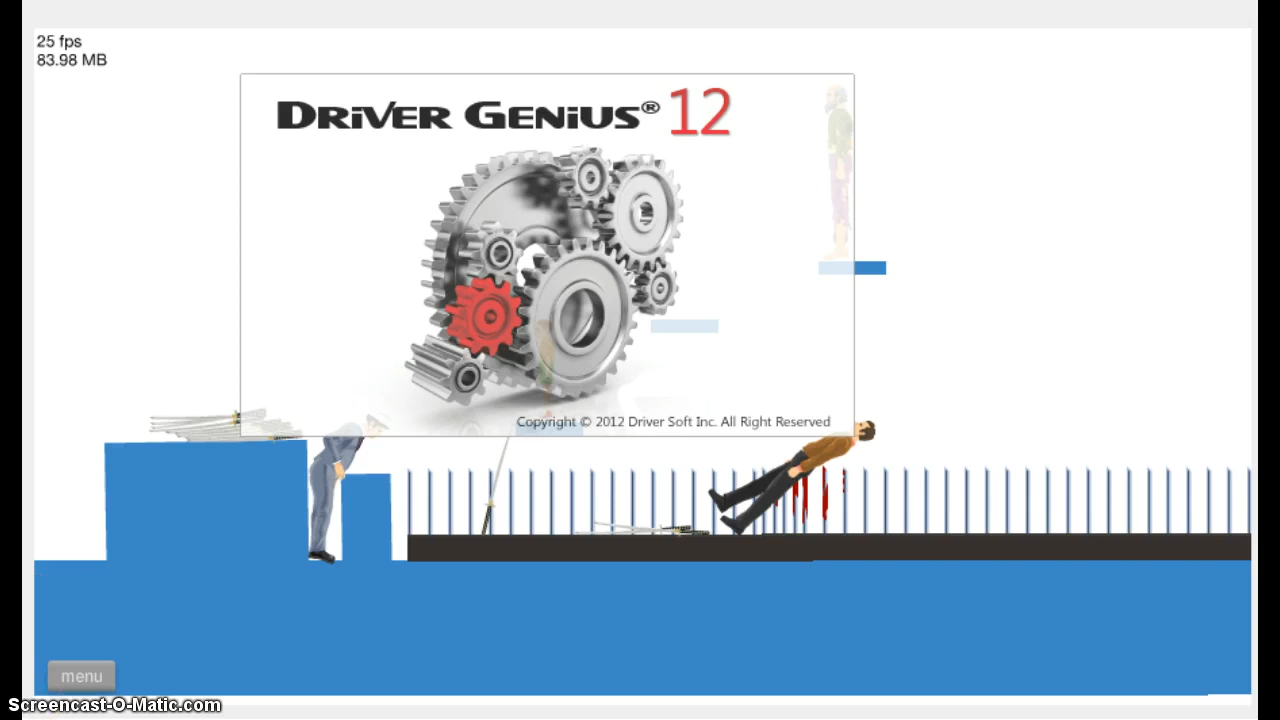 25 fps
83.98 MB
DRiVER GENiUS® 12
Copyright © 2012 Driver Soft Inc. All Right Reserved
menu
Screencast-O-Matic.com